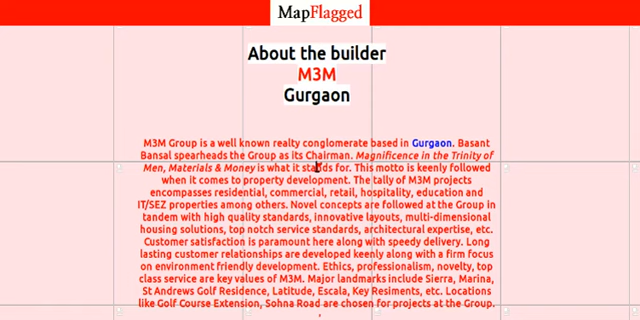 MapFlagged
About the builder
M3M
Gurgaon
M3M Group is a well known realty conglomerate based in Gurgaon. Basant
Bansal spearheads the Group as its Chairman. Magnificence in the Trinity of
Men, Materials & Money is what it stands for. This motto is keenly followed
when it comes to property development. The tally of M3M projects
encompasses residential, commercial, retail, hospitality, education and
IT/SEZ properties among others. Novel concepts are followed at the Group in
tandem with high quality standards, innovative layouts, multi-dimensional
housing solutions, top notch service standards, architectural expertise, etc.
Customer satisfaction is paramount here along with speedy delivery. Long
lasting customer relationships are developed keenly along with a firm focus
on environment friendly development. Ethics, professionalism, novelty, top
class service are key values of M3M. Major landmarks include Sierra, Marina,
St Andrews Golf Residence, Latitude, Escala, Key Resiments, etc. Locations
like Golf Course Extension, Sohna Road are chosen for projects at the Group.